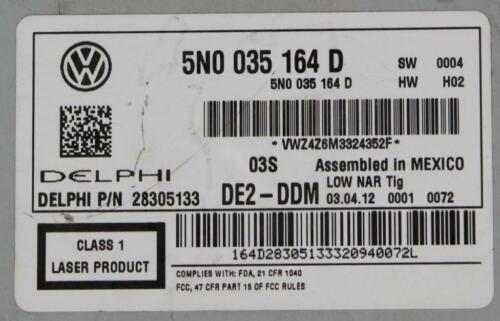 5N0 035 164 D
SW 0004
5N0 035 164 D
HW H02
*VWZ4Z6M3324352F*
03S
Assembled in MEXICO
DELPHI
LOW NAR Tig
DELPHI P/N 28305133
DE2-DDM
03.04.12 0001 0072
CLASS 1
LASER PRODUCT
164D28305133320940072L
COMPLIES WITH: FDA, 21 CFR 1040
FCC, 47 CFR PART 15 OF FCC RULES